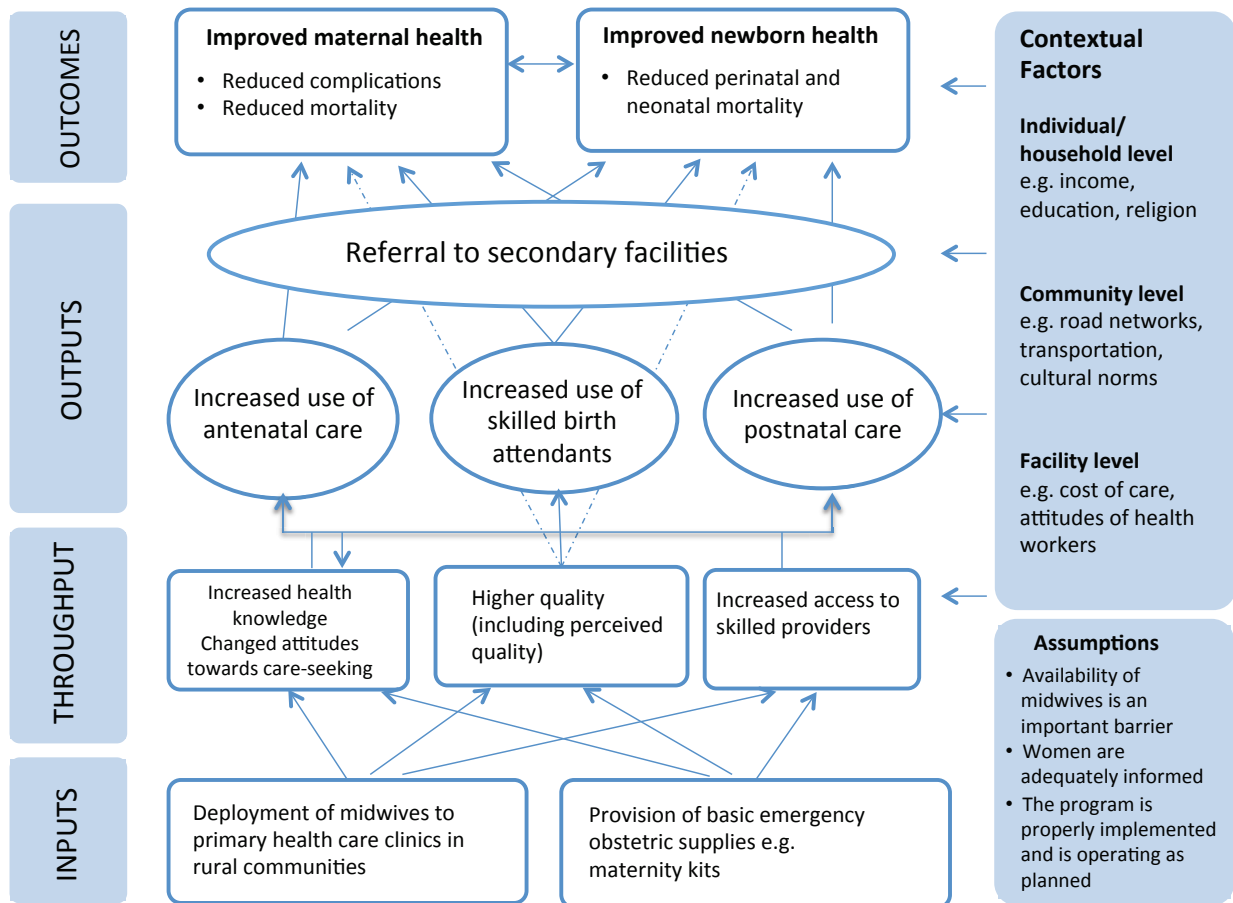 OUTCOMES
Improved maternal health
• Reduced complications
• Reduced mortality
Improved newborn health
• Reduced perinatal and
neonatal mortality
OUTPUTS
Referral to secondary facilities
Increased use of
antenatal care
Increased use of
skilled birth
attendants
Increased use of
postnatal care
THROUGHPUT
Increased health
knowledge
Changed attitudes
towards care-seeking
Higher quality
(including perceived
quality)
Increased access to
skilled providers
INPUTS
Deployment of midwives to
primary health care clinics in
rural communities
Provision of basic emergency
obstetric supplies e.g.
maternity kits
Contextual
Factors
Individual/
household level
e.g. income,
education, religion
Community level
e.g. road networks,
transportation,
cultural norms
Facility level
e.g. cost of care,
attitudes of health
workers
Assumptions
• Availability of
midwives is an
important barrier
• Women are
adequately informed
• The program is
properly implemented
and is operating as
planned